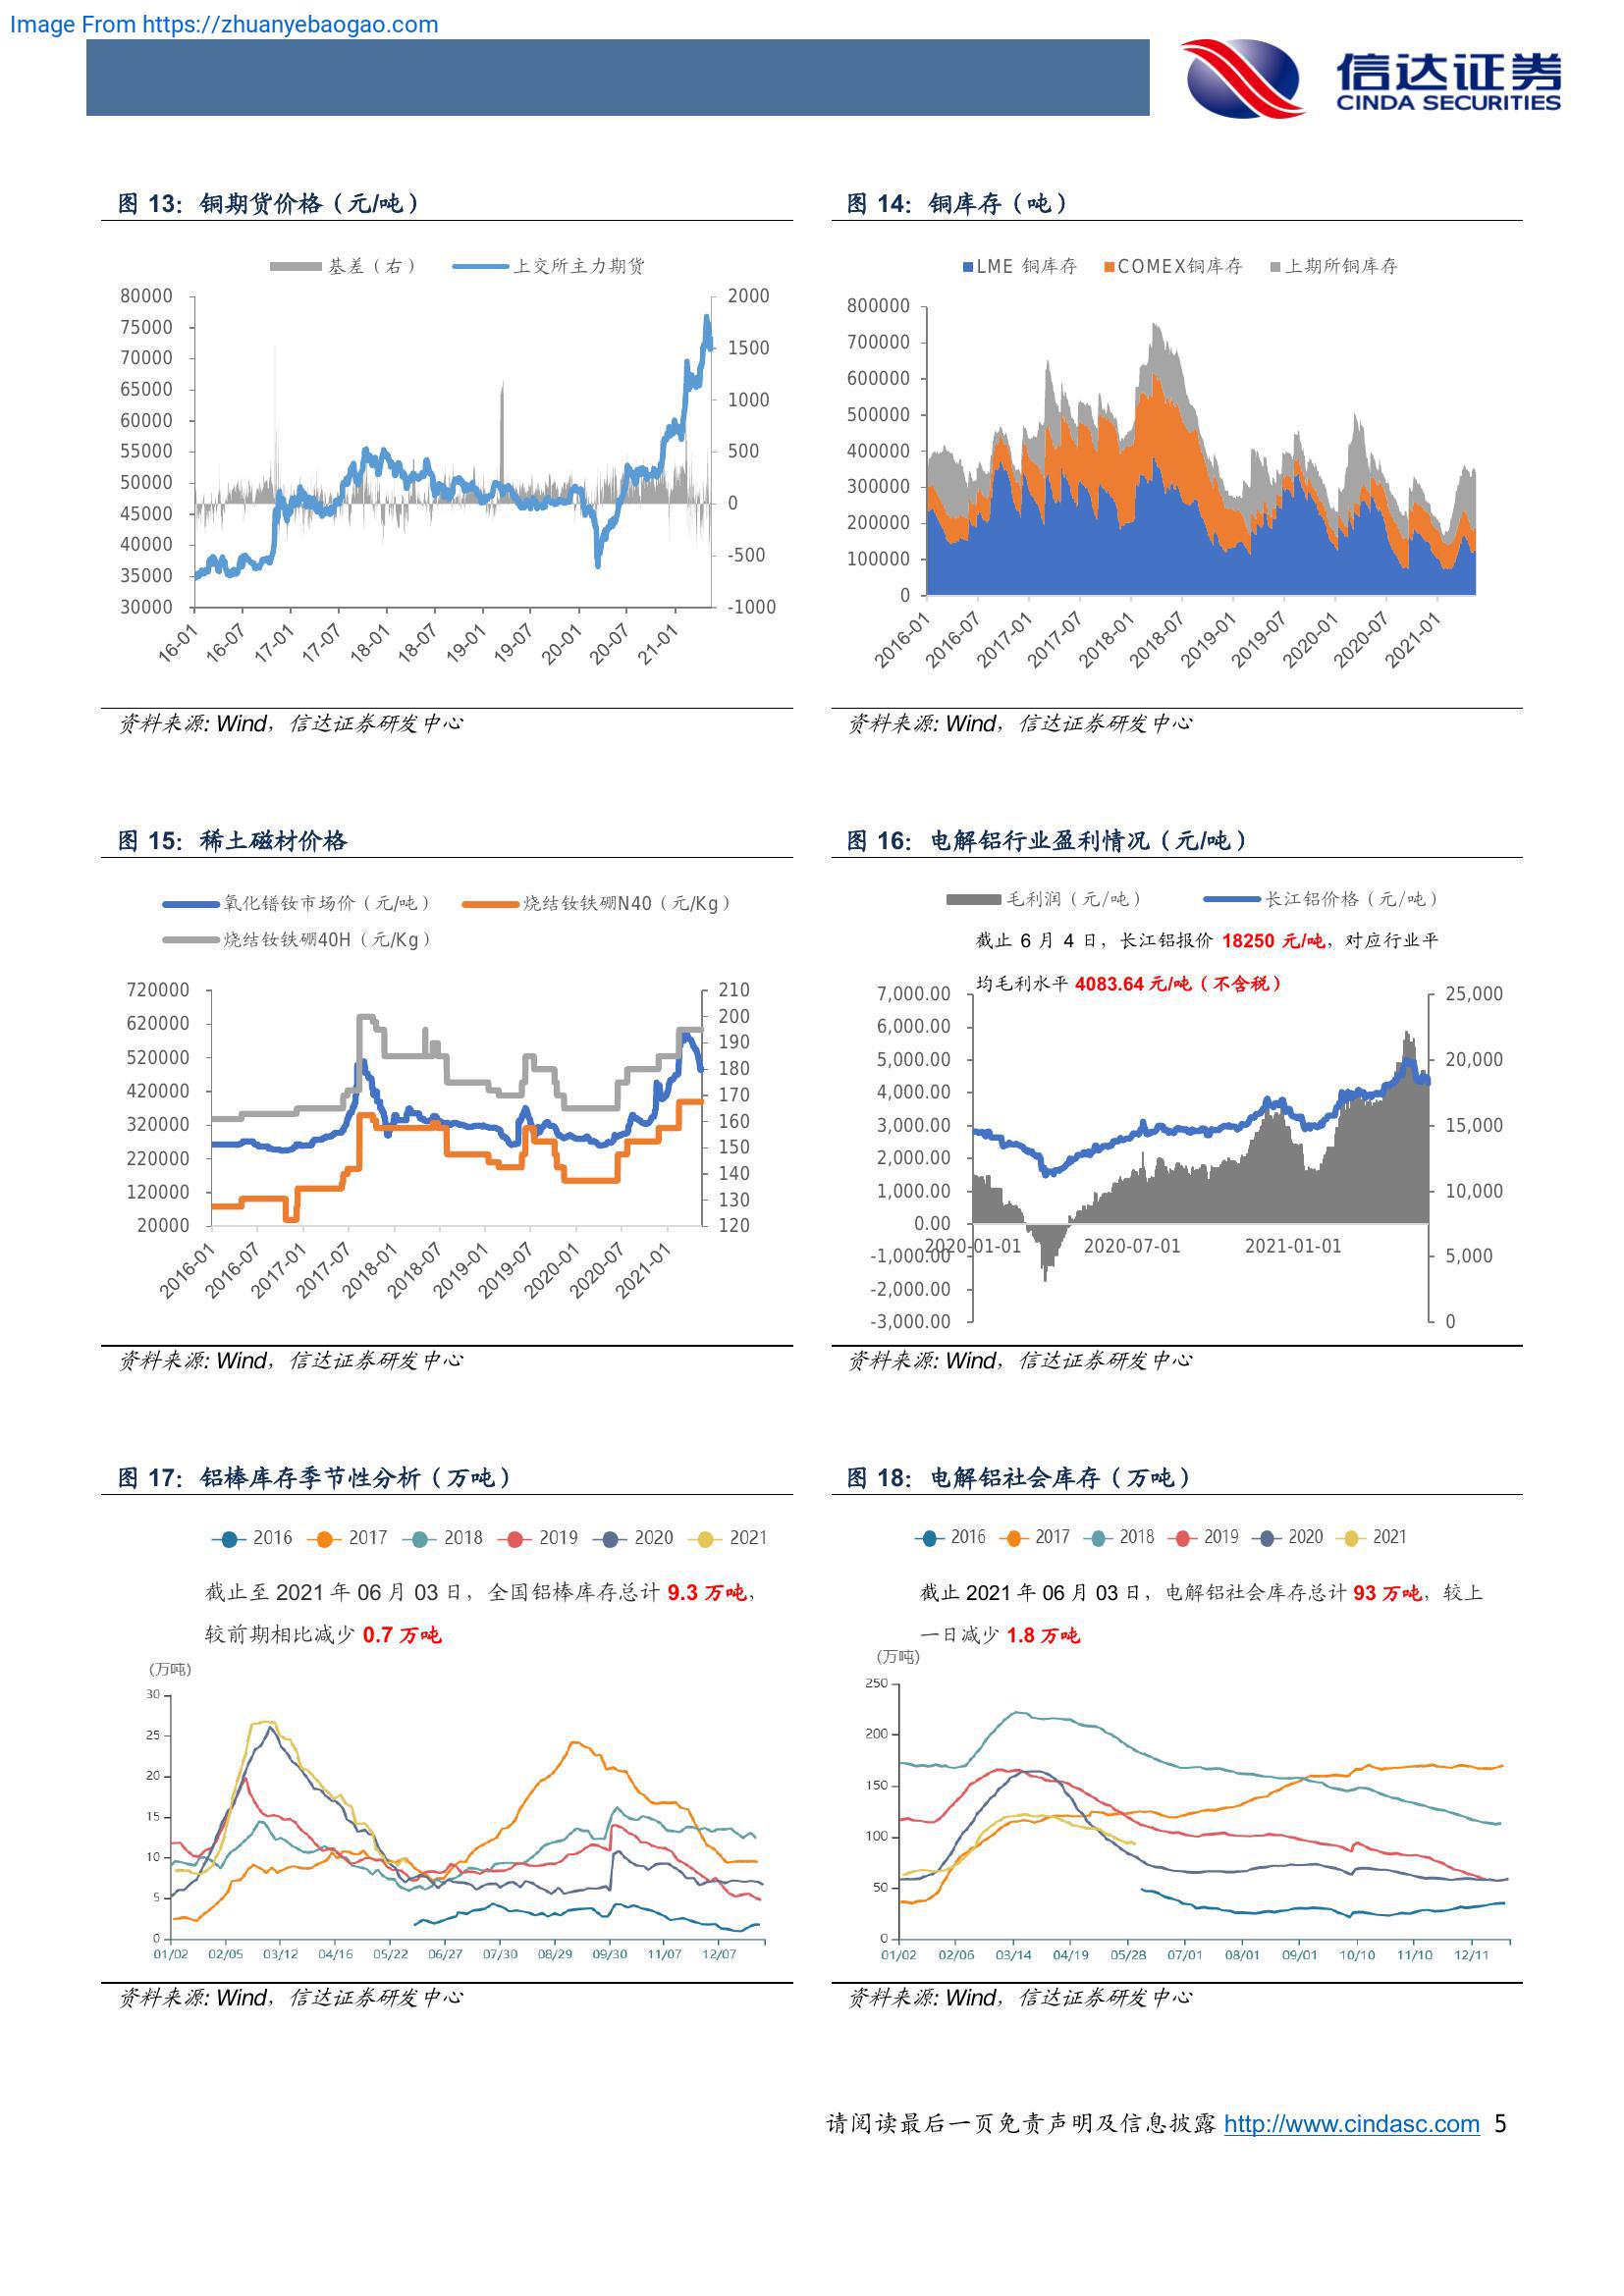 Image From https://zhuanyebaogao.com
信达证券
CINDA SECURITIES
图 13：铜期货价格（元/吨）
基差（右） 上交所主力期货
80000
75000
70000
65000
60000
55000
50000
45000
40000
35000
30000
2000
1500
1000
500
0
-500
-1000
16-01 16-07 17-01 17-07 18-01 18-07 19-01 19-07 20-01 20-07 21-01
资料来源: Wind，信达证券研发中心
图 14：铜库存（吨）
LME 铜库存 COMEX铜库存 上期所铜库存
800000
700000
600000
500000
400000
300000
200000
100000
0
2016-01 2016-07 2017-01 2017-07 2018-01 2018-07 2019-01 2019-07 2020-01 2020-07 2021-01
资料来源: Wind，信达证券研发中心
图 15：稀土磁材价格
氧化镨钕市场价（元/吨） 烧结钕铁硼N40（元/Kg）
烧结钕铁硼40H（元/Kg）
720000
620000
520000
420000
320000
220000
120000
20000
210
200
190
180
170
160
150
140
130
120
2016-01 2016-07 2017-01 2017-07 2018-01 2018-07 2019-01 2019-07 2020-01 2020-07 2021-01
资料来源: Wind，信达证券研发中心
图 16：电解铝行业盈利情况（元/吨）
毛利润（元/吨） 长江铝价格（元/吨）
截止 6 月 4 日，长江铝报价 18250 元/吨，对应行业平
均毛利水平 4083.64 元/吨（不含税）
7,000.00
6,000.00
5,000.00
4,000.00
3,000.00
2,000.00
1,000.00
0.00
-1,000.00
-2,000.00
-3,000.00
25,000
20,000
15,000
10,000
5,000
0
2020-01-01 2020-07-01 2021-01-01
资料来源: Wind，信达证券研发中心
图 17：铝棒库存季节性分析（万吨）
2016 2017 2018 2019 2020 2021
截止至 2021 年 06 月 03 日，全国铝棒库存总计 9.3 万吨，
较前期相比减少 0.7 万吨
(万吨)
30
25
20
15
10
5
0
01/02 02/05 03/12 04/16 05/22 06/27 07/30 08/29 09/30 11/07 12/07
资料来源: Wind，信达证券研发中心
图 18：电解铝社会库存（万吨）
2016 2017 2018 2019 2020 2021
截止 2021 年 06 月 03 日，电解铝社会库存总计 93 万吨，较上
一日减少 1.8 万吨
(万吨)
250
200
150
100
50
0
01/02 02/06 03/14 04/19 05/28 07/01 08/01 09/01 10/10 11/10 12/11
资料来源: Wind，信达证券研发中心
请阅读最后一页免责声明及信息披露 http://www.cindasc.com 5